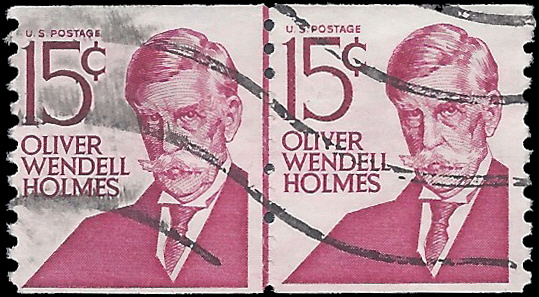 U.S. POSTAGE
15¢
OLIVER
WENDELL
HOLMES
U.S. POSTAGE
15¢
OLIVER
WENDELL
HOLMES